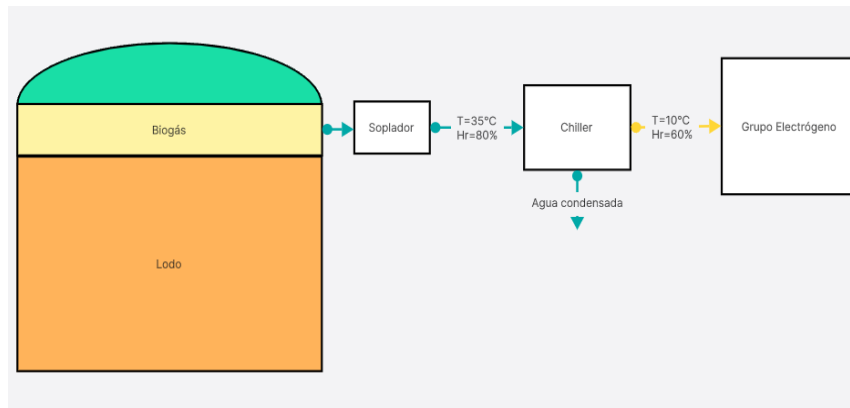 Biogás
Soplador
T=35°C
Hr=80%
Chiller
T=10°C
Hr=60%
Grupo Electrógeno
Agua condensada
Lodo